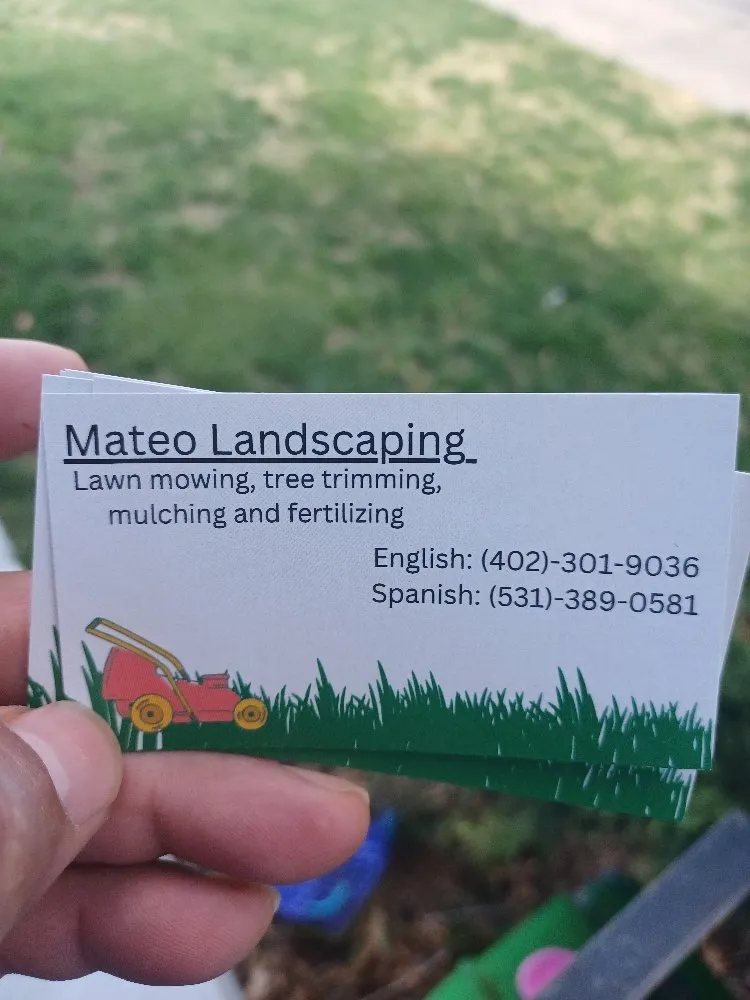 Mateo Landscaping
Lawn mowing, tree trimming,
mulching and fertilizing
English: (402)-301-9036
Spanish: (531)-389-0581